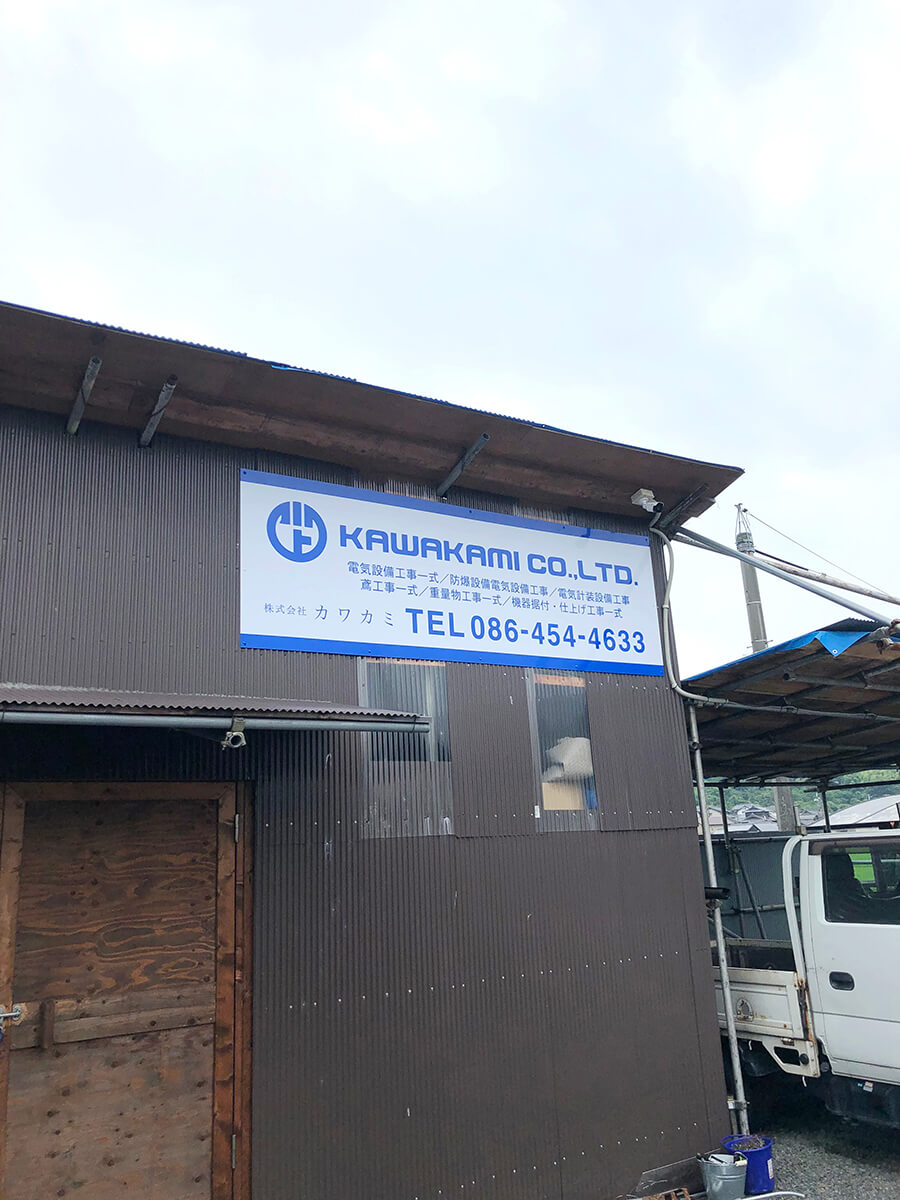 KAWAKAMI CO.,LTD.
電気設備工事一式／防爆設備電気設備工事／電気計装設備工事
鳶工事一式／重量物工事一式／機器据付・仕上げ工事一式
株式会社 カワカミ TEL 086-454-4633